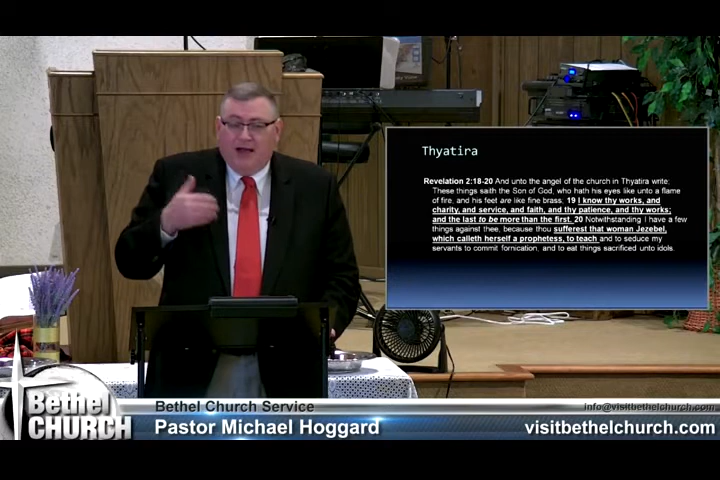 Thyatira
Revelation 2:18-20 And unto the angel of the church in Thyatira write;
These things saith the Son of God, who hath his eyes like unto a flame
of fire, and his feet are like fine brass; 19 I know thy works, and
charity, and service, and faith, and thy patience, and thy works;
and the last to be more than the first. 20 Notwithstanding I have a few
things against thee, because thou sufferest that woman Jezebel,
which calleth herself a prophetess, to teach and to seduce my
servants to commit fornication, and to eat things sacrificed unto idols.
Bethel
CHURCH
Bethel Church Service
info@visitbethelchurch.com
Pastor Michael Hoggard
visitbethelchurch.com